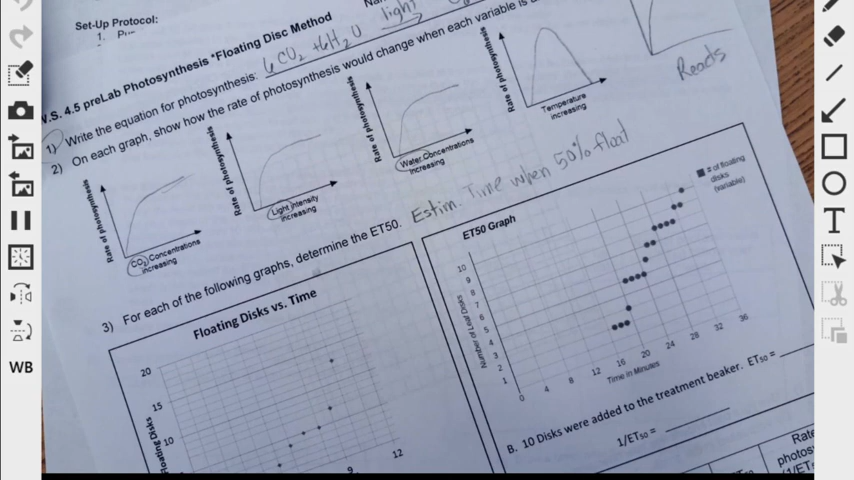 Set-Up Protocol:
1.
W.S. 4.5 preLab Photosynthesis *Floating Disc Method
1) Write the equation for photosynthesis: 6CO2 + 6H2O light
2) On each graph, show how the rate of photosynthesis would change when each variable is
Rate of photosynthesis
CO2 Concentrations
increasing
Rate of photosynthesis
Light intensity
increasing
Rate of photosynthesis
Water Concentrations
increasing
Rate of photosynthesis
Temperature
increasing
3) For each of the following graphs, determine the ET50. Estim. Time when 50% float
Floating Disks vs. Time
20
15
10
Floating Disks
9
12
ET50 Graph
# of floating
disks
(variable)
Number of Leaf Disks
10
9
8
7
6
5
4
3
2
1
0 4 8 12 16 20 24 28 32 36
Time in Minutes
B. 10 Disks were added to the treatment beaker. ET50 =
1/ET50 =
Rate
(1/ET5
WB
T